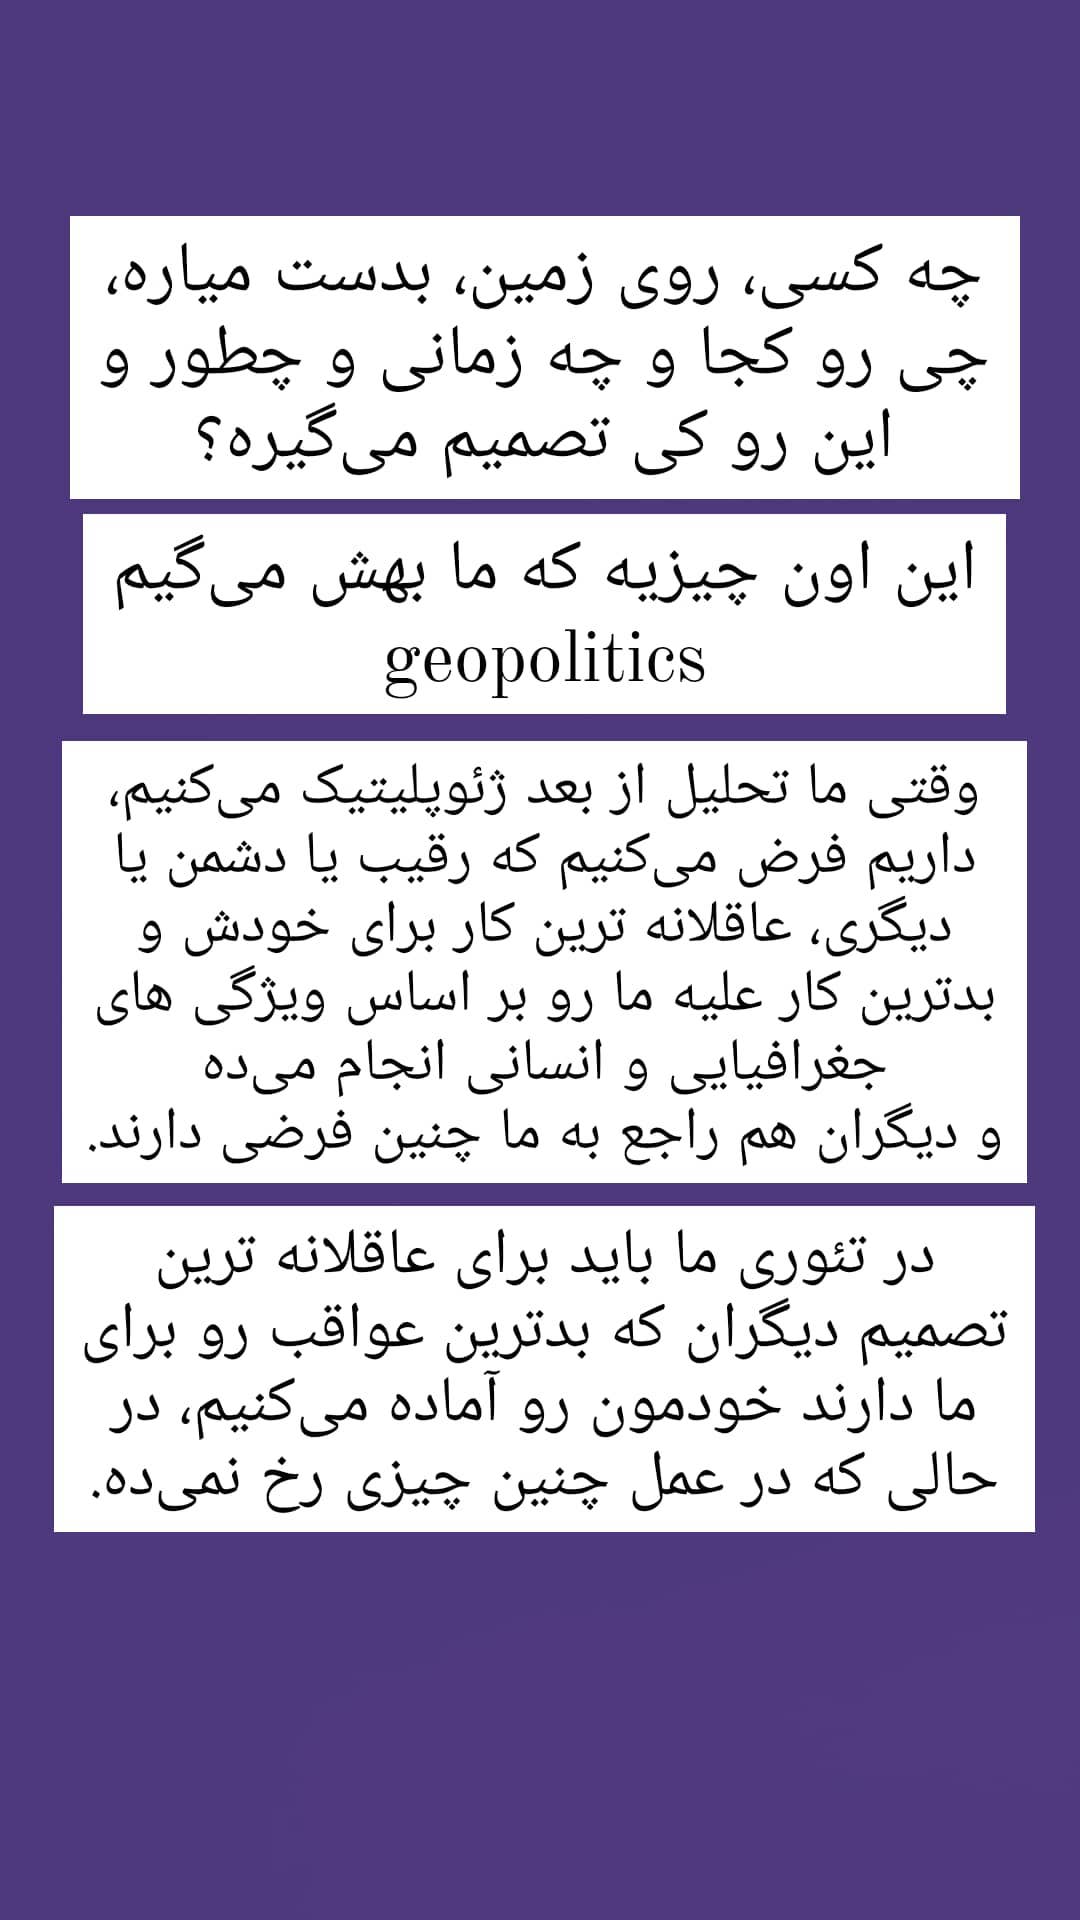 چه کسی، روی زمین، بدست میاره،
چی رو کجا و چه زمانی و چطور و
این رو کی تصمیم می‌گیره؟
این اون چیزیه که ما بهش می‌گیم
geopolitics
وقتی ما تحلیل از بعد ژئوپلیتیک می‌کنیم،
داریم فرض می‌کنیم که رقیب یا دشمن یا
دیگری، عاقلانه ترین کار برای خودش و
بدترین کار علیه ما رو بر اساس ویژگی های
جغرافیایی و انسانی انجام می‌ده
و دیگران هم راجع به ما چنین فرضی دارند.
در تئوری ما باید برای عاقلانه ترین
تصمیم دیگران که بدترین عواقب رو برای
ما دارند خودمون رو آماده می‌کنیم، در
حالی که در عمل چنین چیزی رخ نمی‌ده.